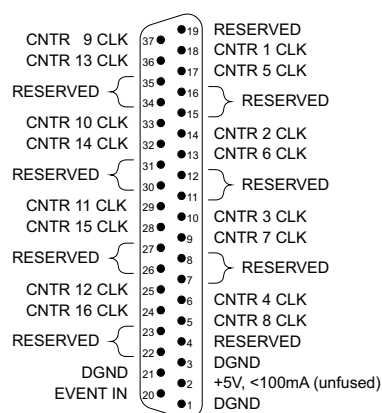 CNTR 9 CLK 37
CNTR 13 CLK 36
RESERVED 35
34
CNTR 10 CLK 33
CNTR 14 CLK 32
RESERVED 31
30
CNTR 11 CLK 29
CNTR 15 CLK 28
RESERVED 27
26
CNTR 12 CLK 25
CNTR 16 CLK 24
RESERVED 23
22
DGND 21
EVENT IN 20
19 RESERVED
18 CNTR 1 CLK
17 CNTR 5 CLK
16 RESERVED
15
14 CNTR 2 CLK
13 CNTR 6 CLK
12 RESERVED
11
10 CNTR 3 CLK
9 CNTR 7 CLK
8 RESERVED
7
6 CNTR 4 CLK
5 CNTR 8 CLK
4 RESERVED
3 DGND
2 +5V, <100mA (unfused)
1 DGND